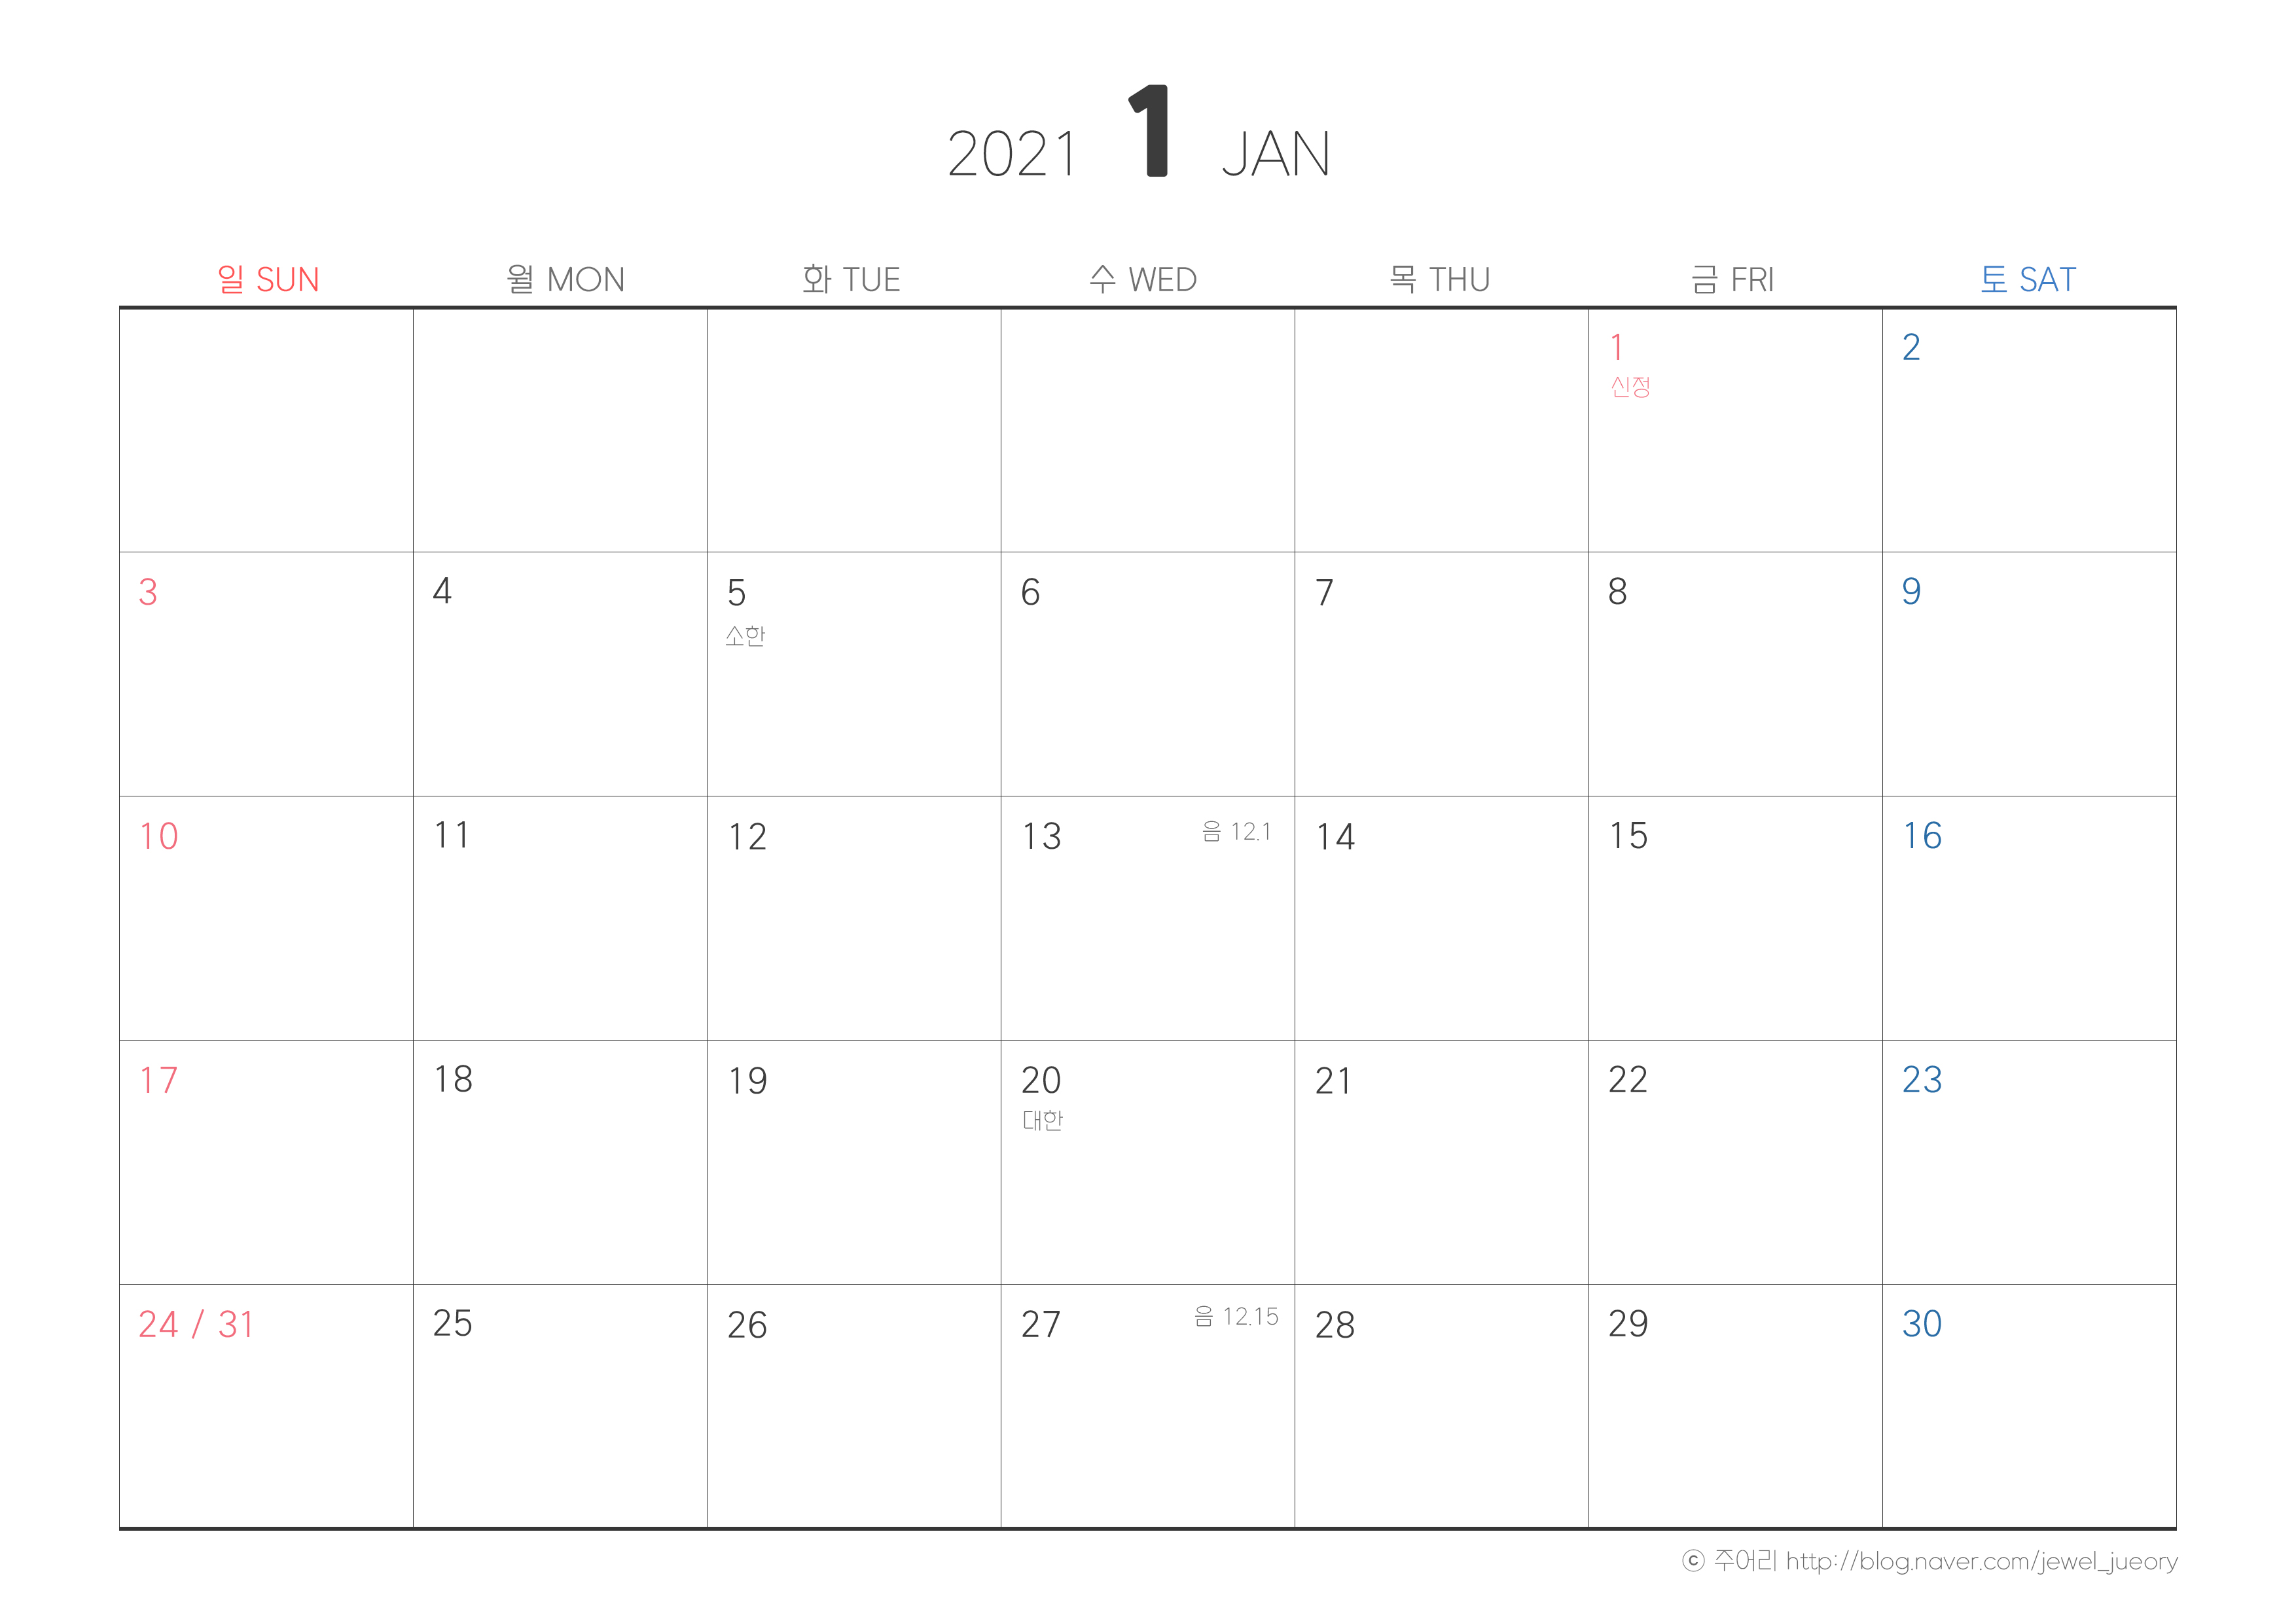 2021 1 JAN
일 SUN 월 MON 화 TUE 수 WED 목 THU 금 FRI 토 SAT
1 2
신정
3 4 5 6 7 8 9
소한
10 11 12 13 음 12.1 14 15 16
17 18 19 20 21 22 23
대한
24 / 31 25 26 27 음 12.15 28 29 30
ⓒ 주어리 http://blog.naver.com/jewel_jueory